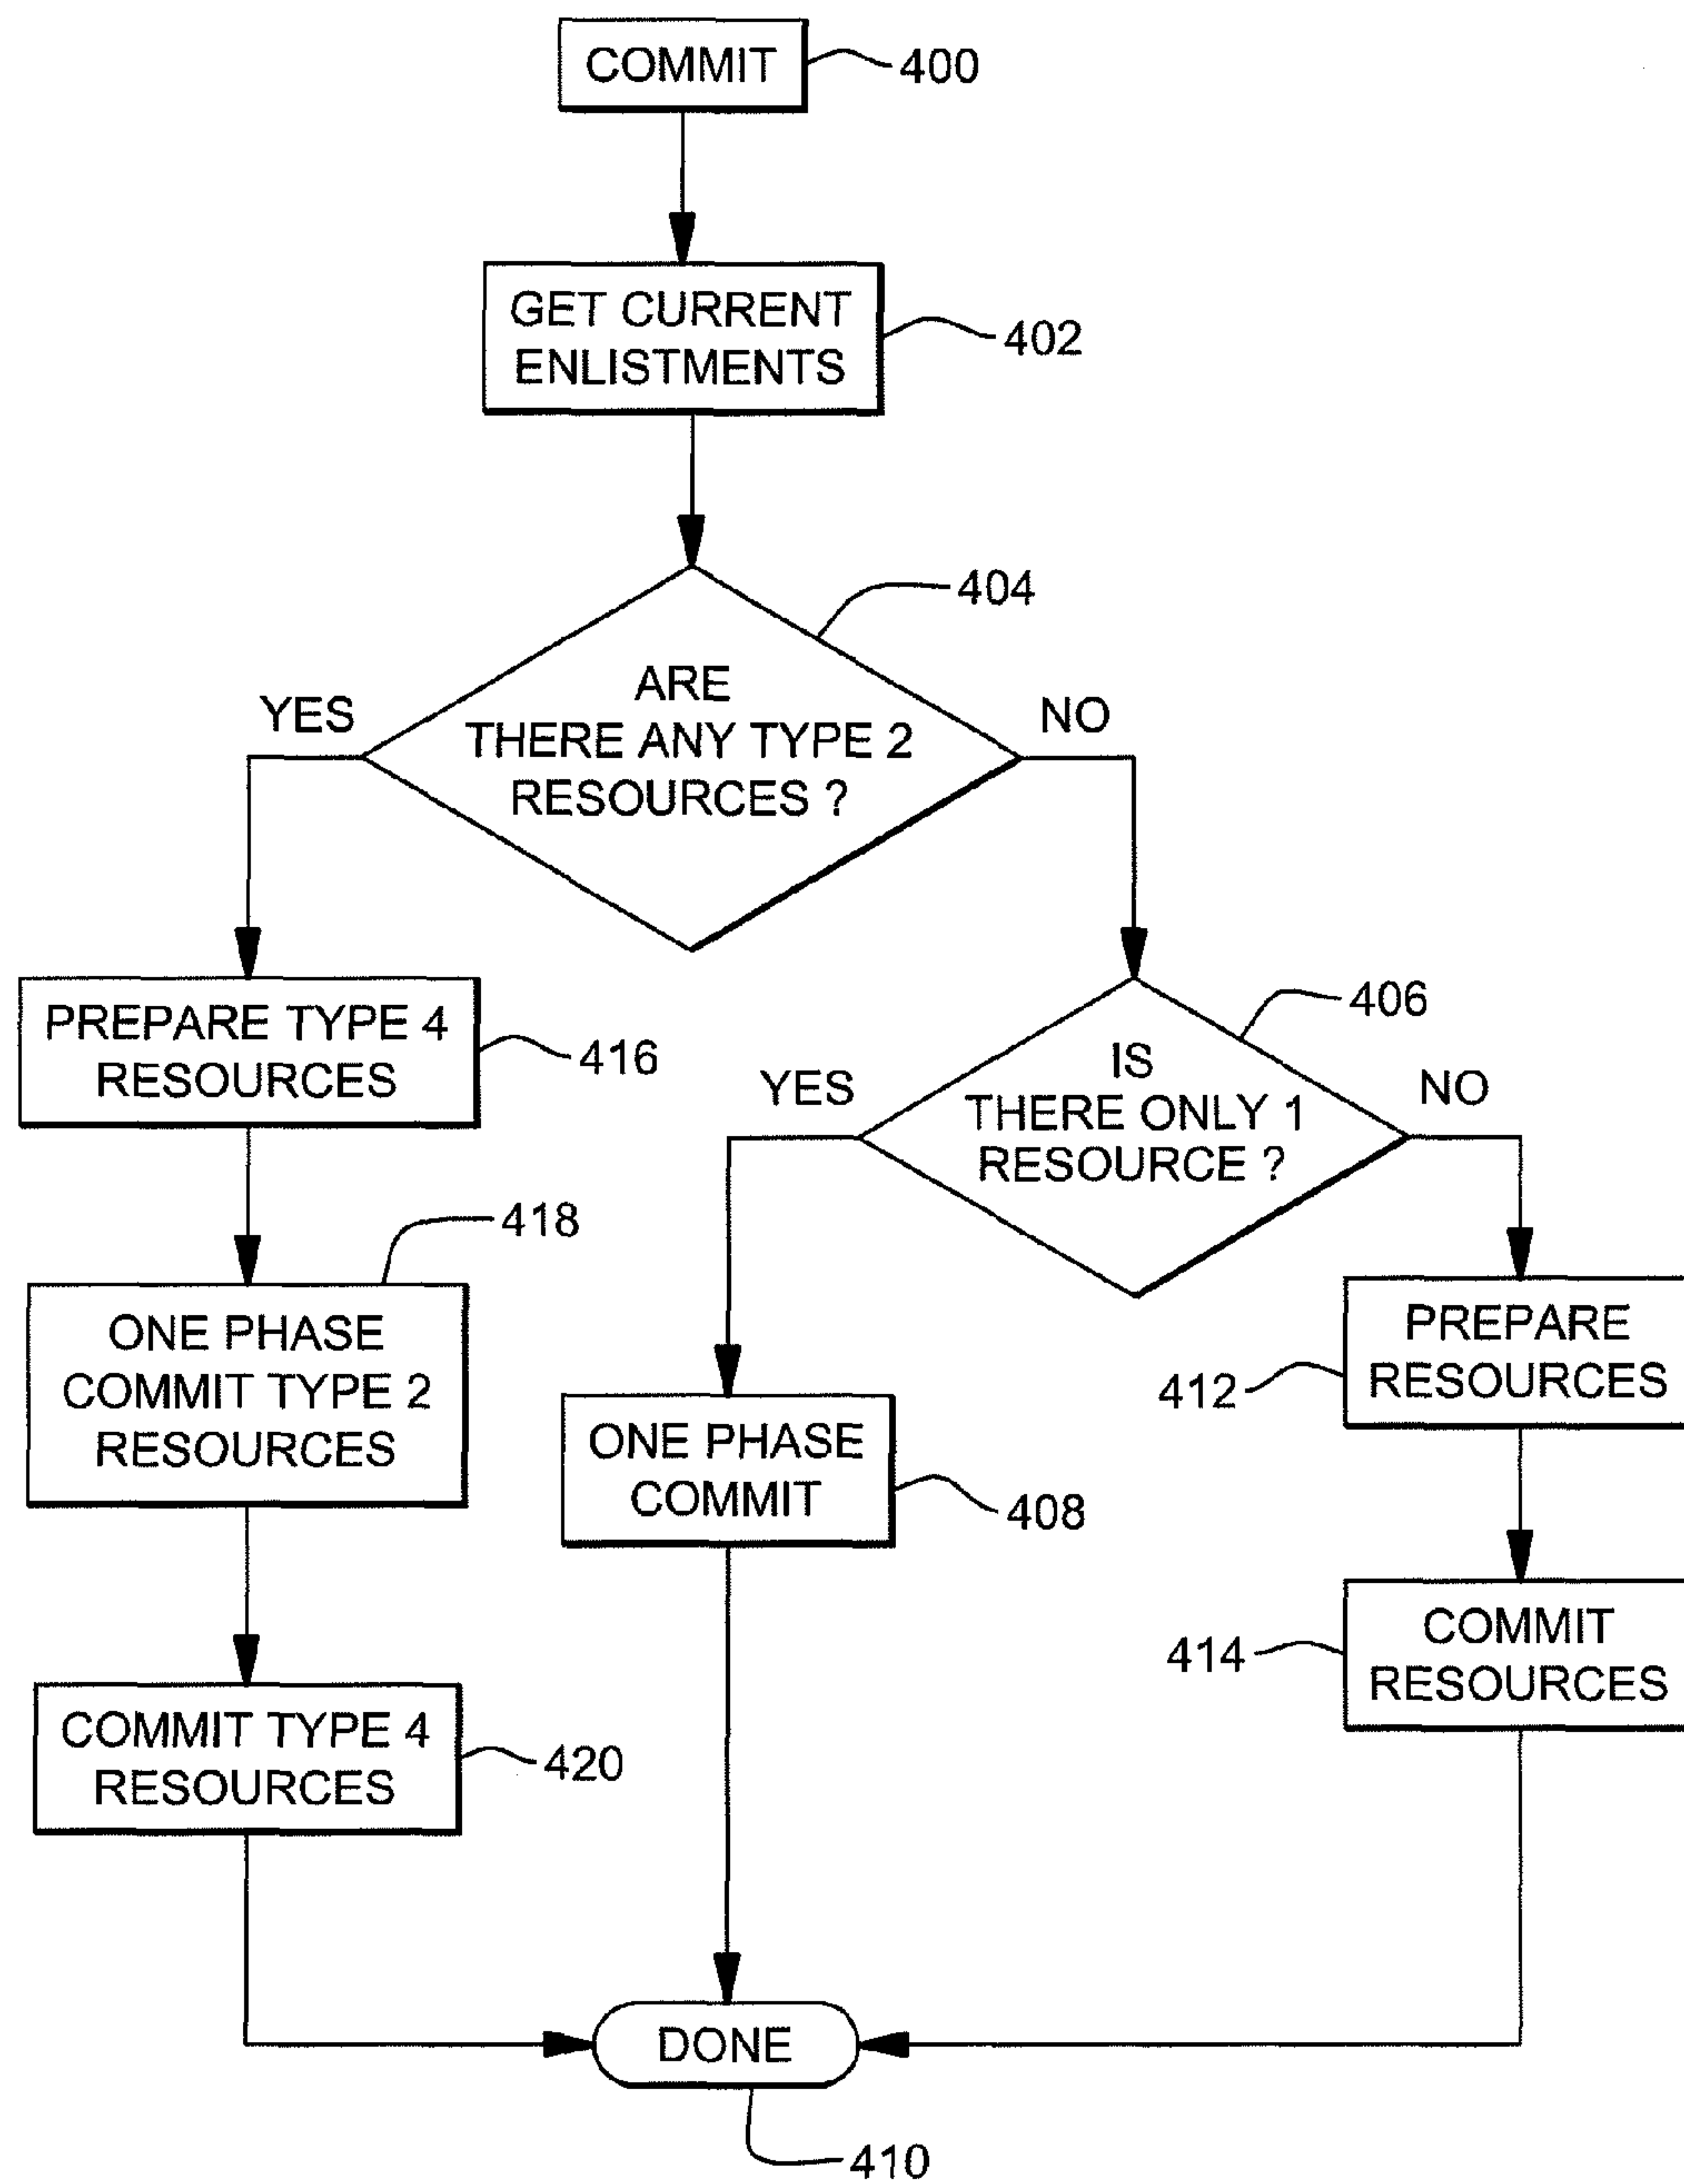 COMMIT
400
GET CURRENT
ENLISTMENTS
402
404
ARE
THERE ANY TYPE 2
RESOURCES ?
YES
NO
PREPARE TYPE 4
RESOURCES
416
406
IS
THERE ONLY 1
RESOURCE ?
YES
NO
418
ONE PHASE
COMMIT TYPE 2
RESOURCES
ONE PHASE
COMMIT
408
PREPARE
RESOURCES
412
COMMIT
RESOURCES
414
COMMIT TYPE 4
RESOURCES
420
DONE
410